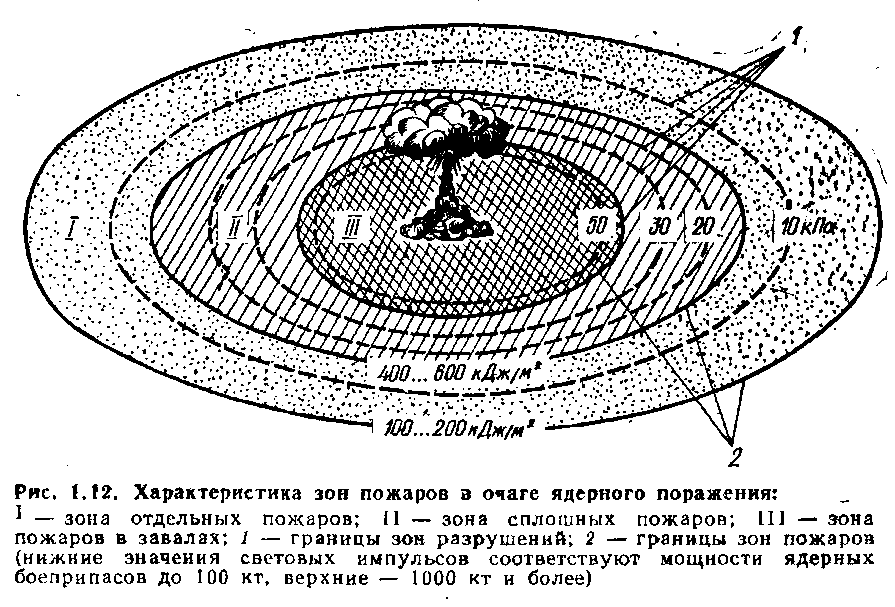 1
I
II
III
50
30
20
10 кПа
400...600 кДж/м²
100...200 кДж/м²
2
Рис. 1.12. Характеристика зон пожаров в очаге ядерного поражения:
I — зона отдельных пожаров; II — зона сплошных пожаров; III — зона
пожаров в завалах; 1 — границы зон разрушений; 2 — границы зон пожаров
(нижние значения световых импульсов соответствуют мощности ядерных
боеприпасов до 100 кт, верхние — 1000 кт и более)